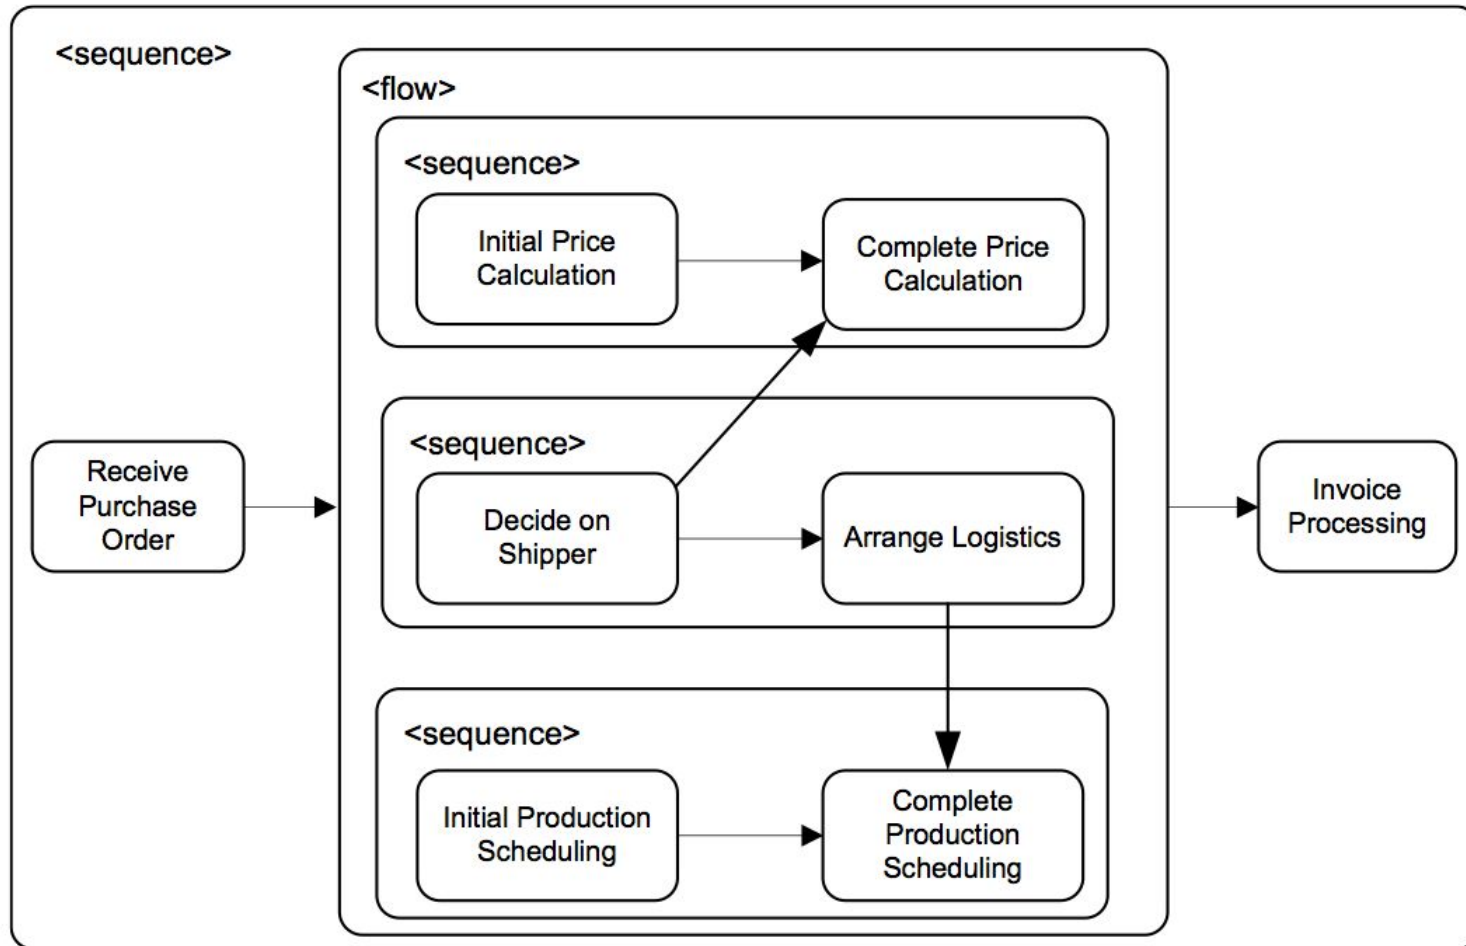 <sequence>
<flow>
<sequence>
Initial Price
Calculation
Complete Price
Calculation
<sequence>
Receive
Purchase
Order
Decide on
Shipper
Arrange Logistics
Invoice
Processing
<sequence>
Initial Production
Scheduling
Complete
Production
Scheduling